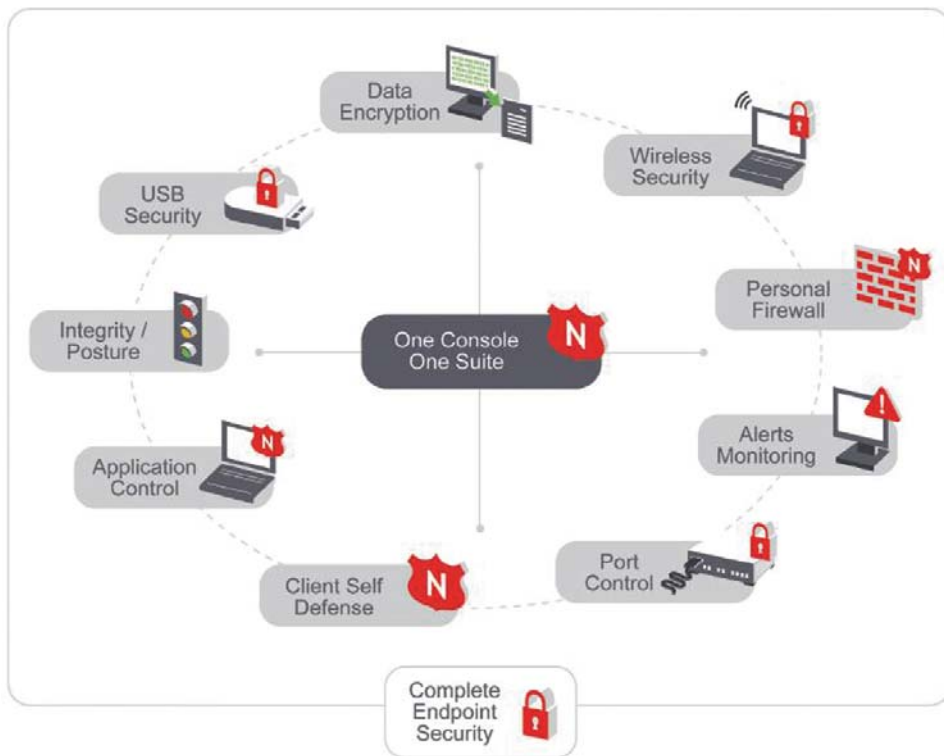 Data
Encryption
Wireless
Security
USB
Security
Personal
Firewall
N
Integrity /
Posture
One Console
One Suite
N
Alerts
Monitoring
Application
Control
N
Port
Control
Client Self
Defense
N
Complete
Endpoint
Security